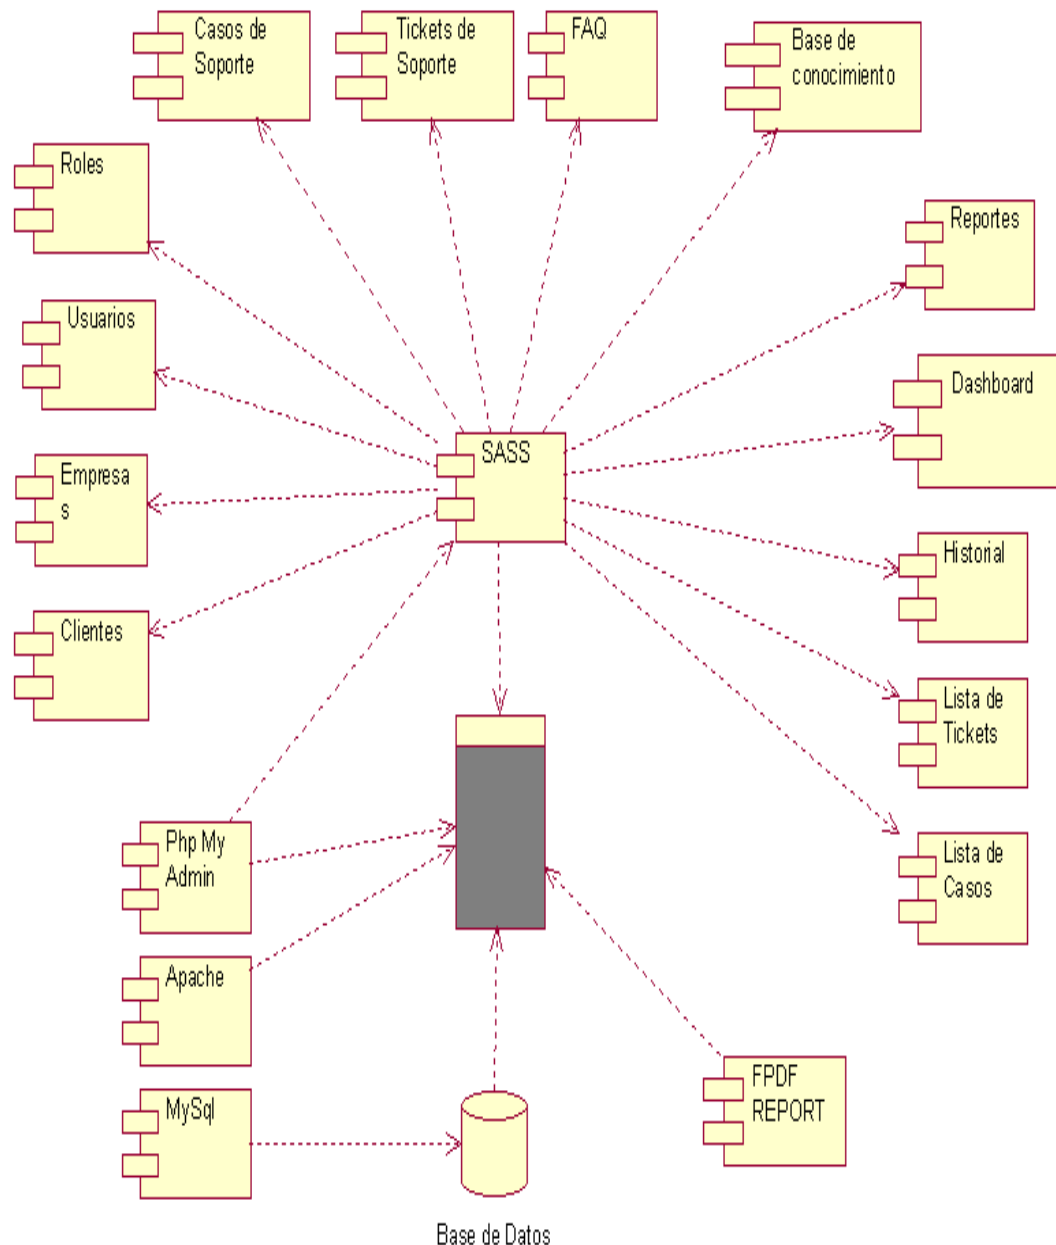 Casos de
Soporte
Tickets de
Soporte
FAQ
Base de
conocimiento
Roles
Reportes
Usuarios
Dashboard
SASS
Empresa
s
Historial
Clientes
Lista de
Tickets
Php My
Admin
Lista de
Casos
Apache
FPDF
REPORT
MySql
Base de Datos